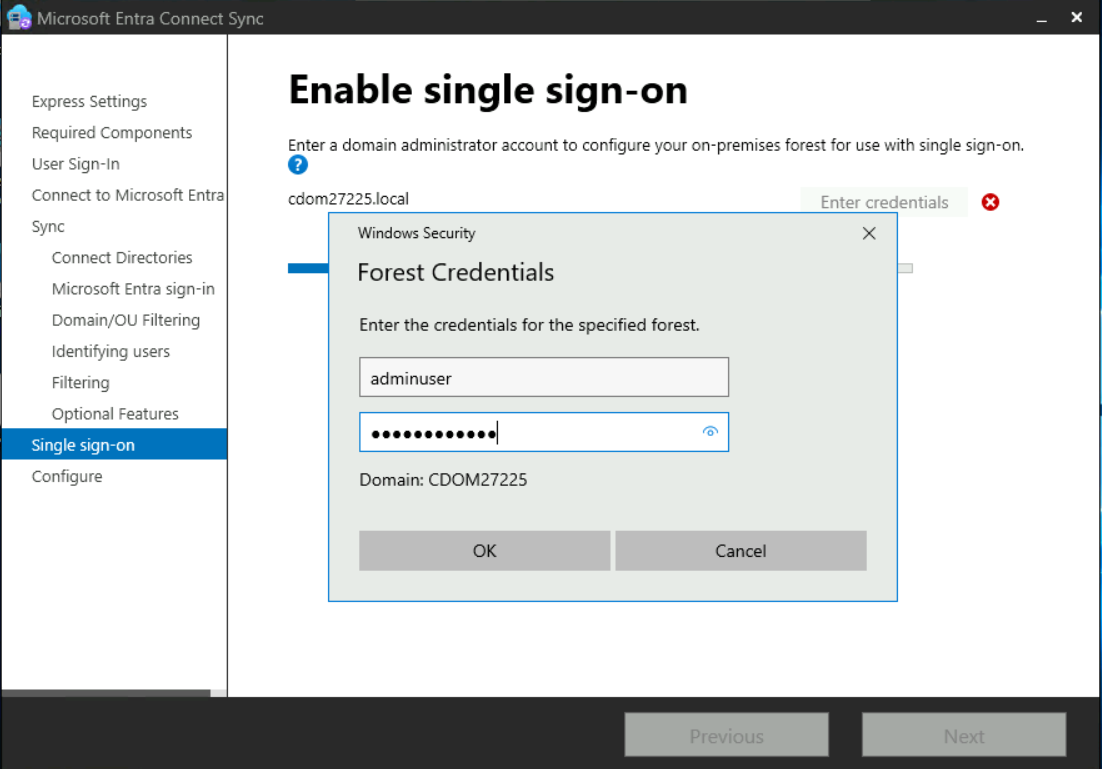 Microsoft Entra Connect Sync
Express Settings
Required Components
User Sign-In
Connect to Microsoft Entra
Sync
Connect Directories
Microsoft Entra sign-in
Domain/OU Filtering
Identifying users
Filtering
Optional Features
Single sign-on
Configure
Enable single sign-on
Enter a domain administrator account to configure your on-premises forest for use with single sign-on.
?
cdom27225.local
Enter credentials
Windows Security
Forest Credentials
Enter the credentials for the specified forest.
adminuser
●●●●●●●●●●●●
Domain: CDOM27225
OK
Cancel
Previous
Next